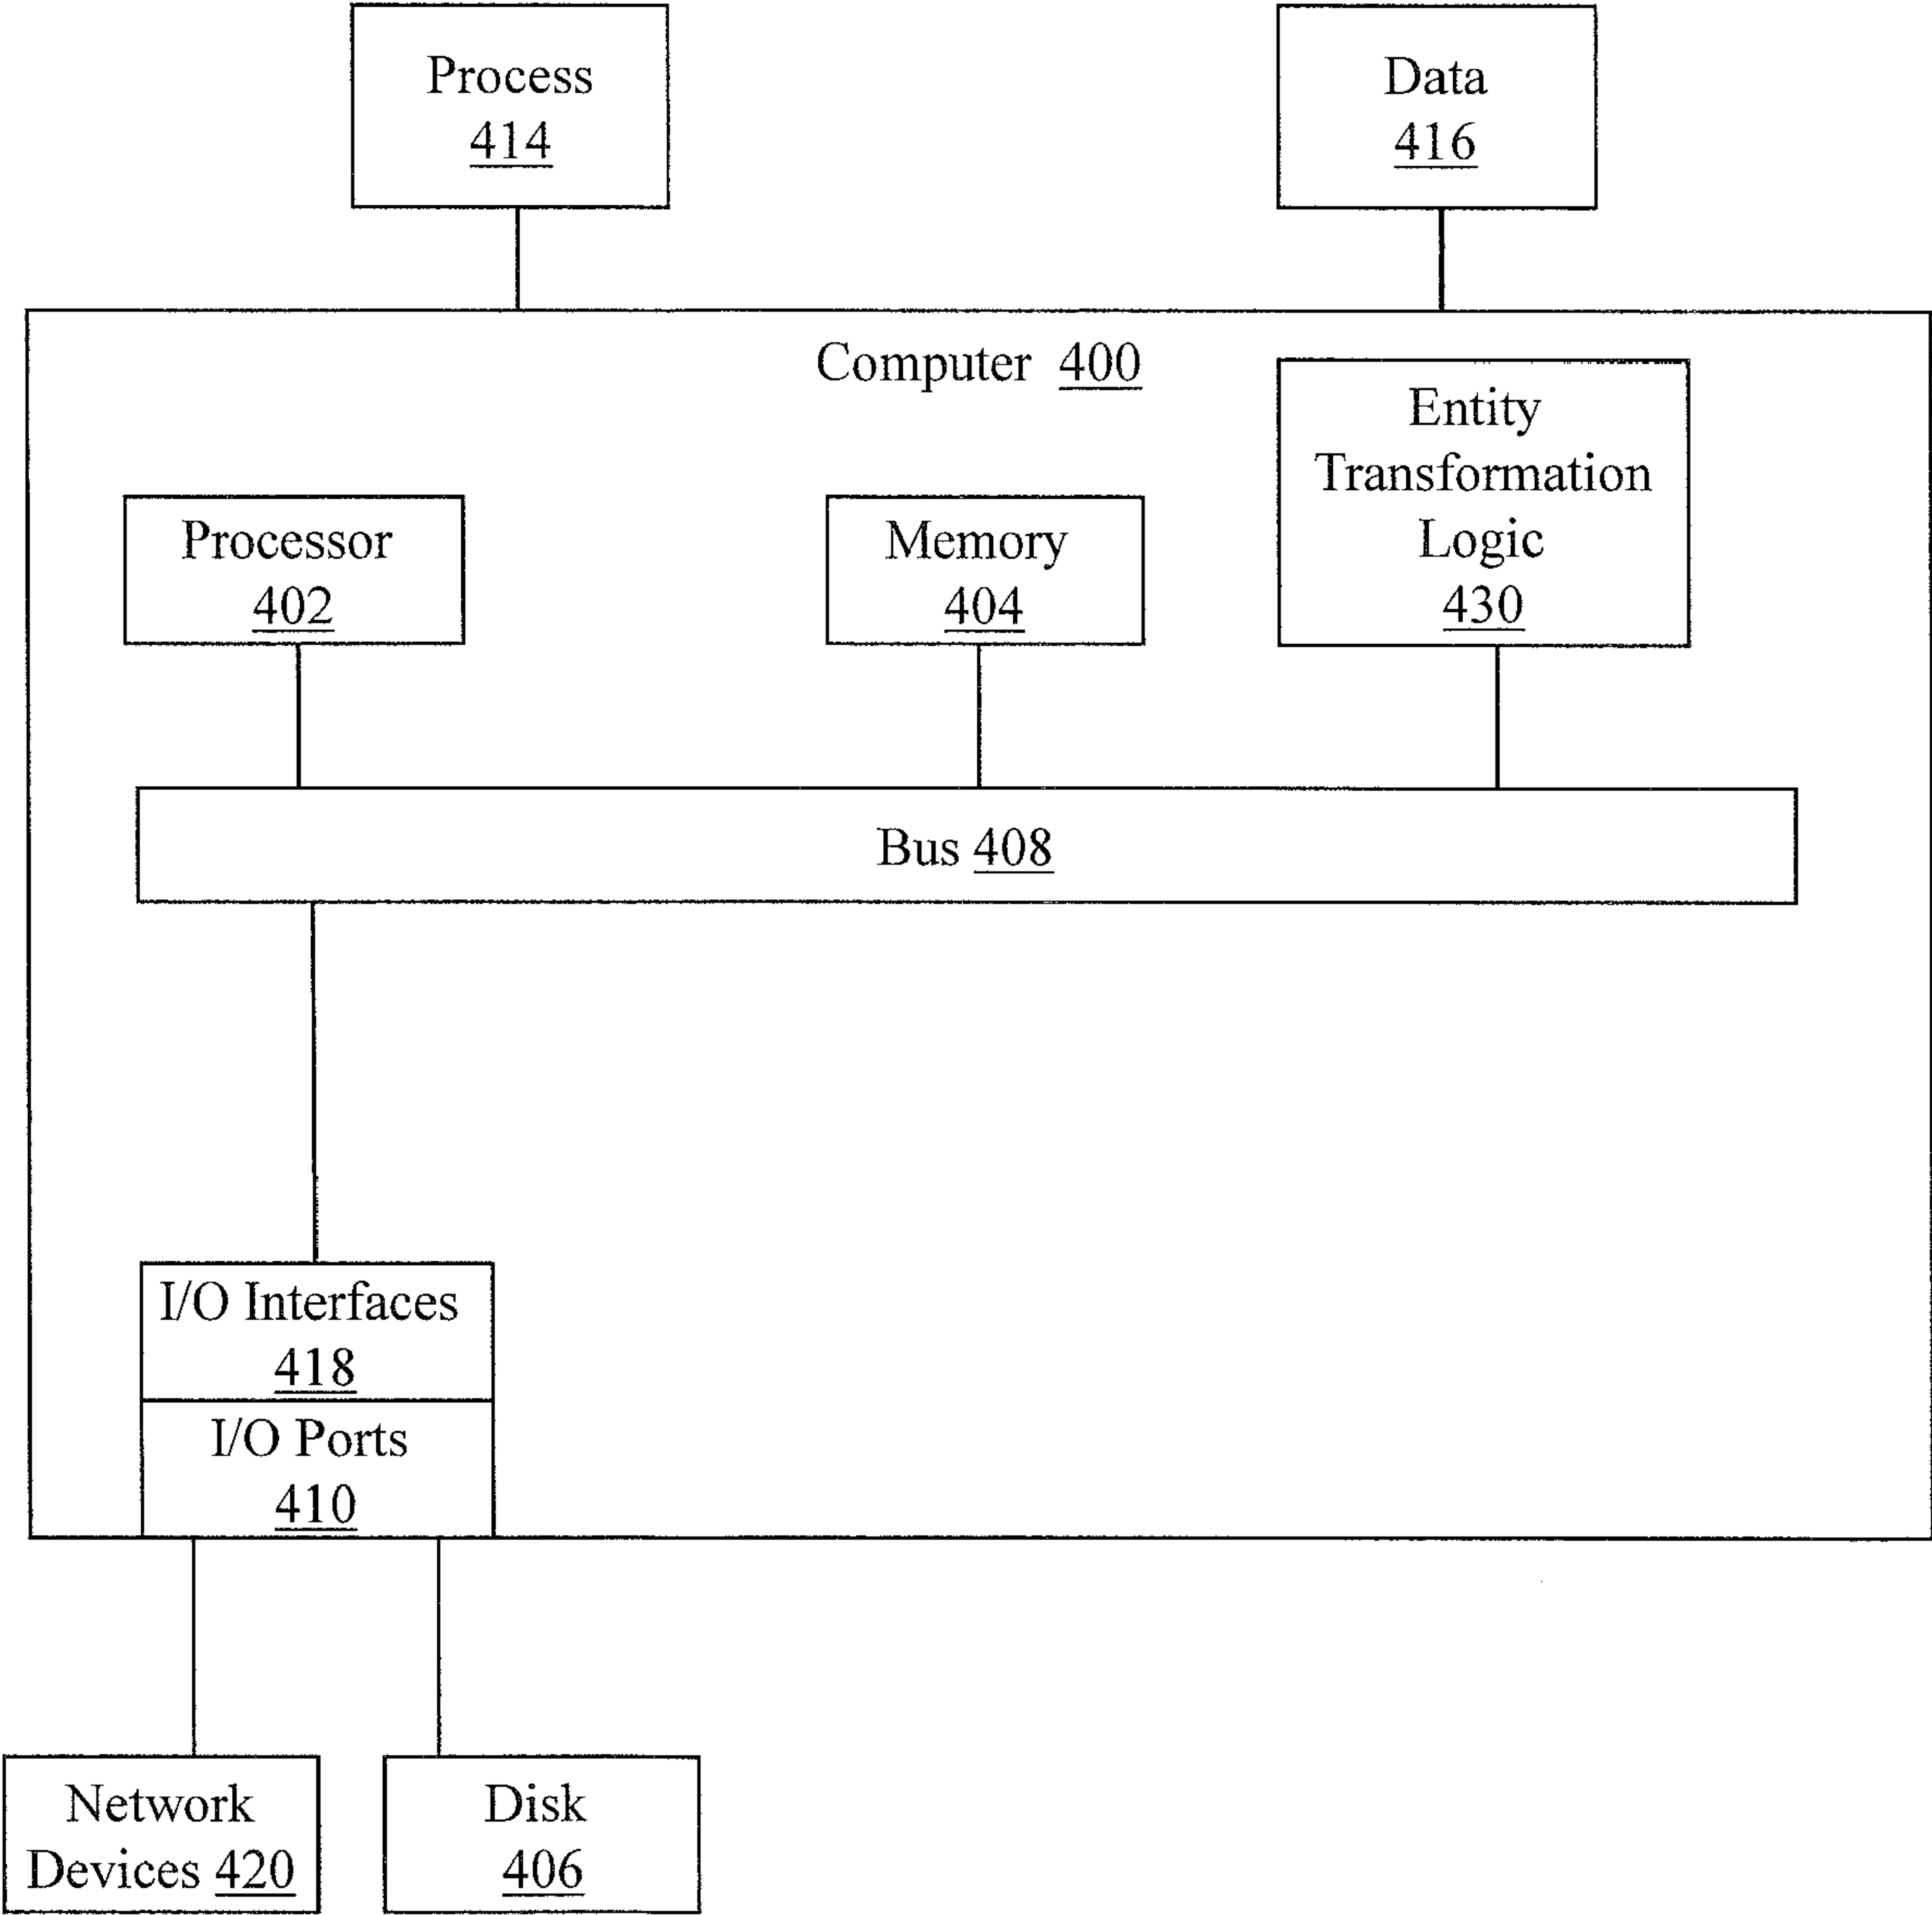 Process
414
Data
416
Computer 400
Entity
Transformation
Logic
430
Processor
402
Memory
404
Bus 408
I/O Interfaces
418
I/O Ports
410
Network
Devices 420
Disk
406